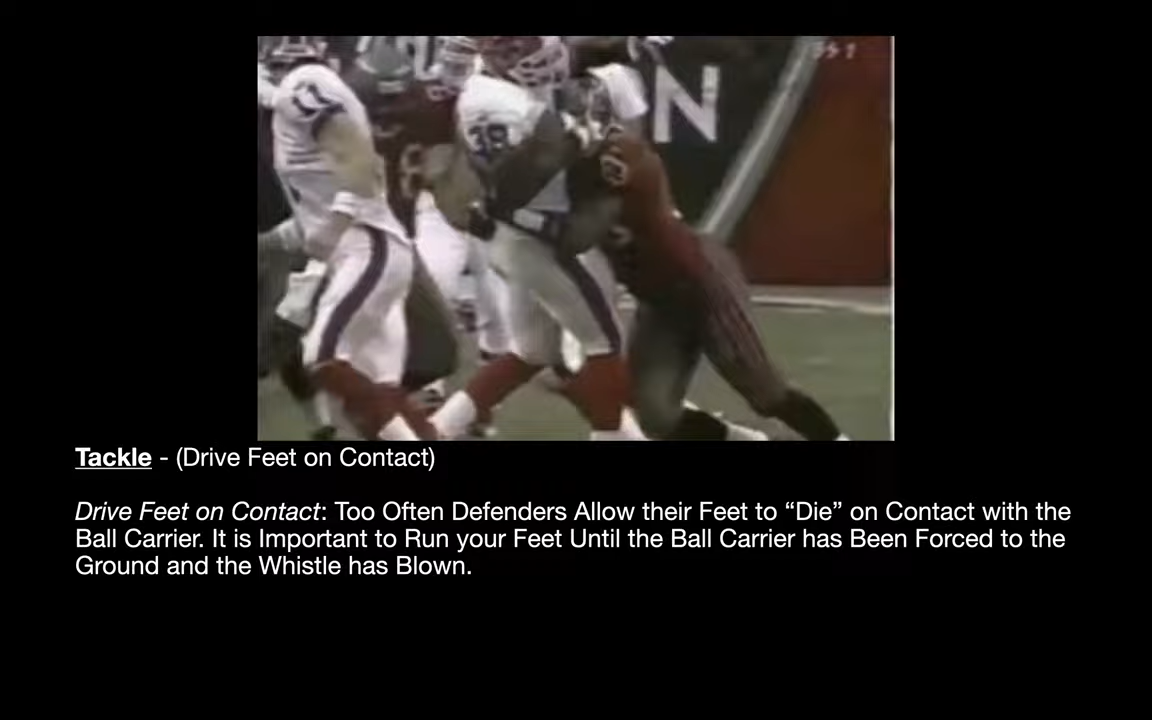 N
Tackle - (Drive Feet on Contact)
Drive Feet on Contact: Too Often Defenders Allow their Feet to “Die” on Contact with the
Ball Carrier. It is Important to Run your Feet Until the Ball Carrier has Been Forced to the
Ground and the Whistle has Blown.